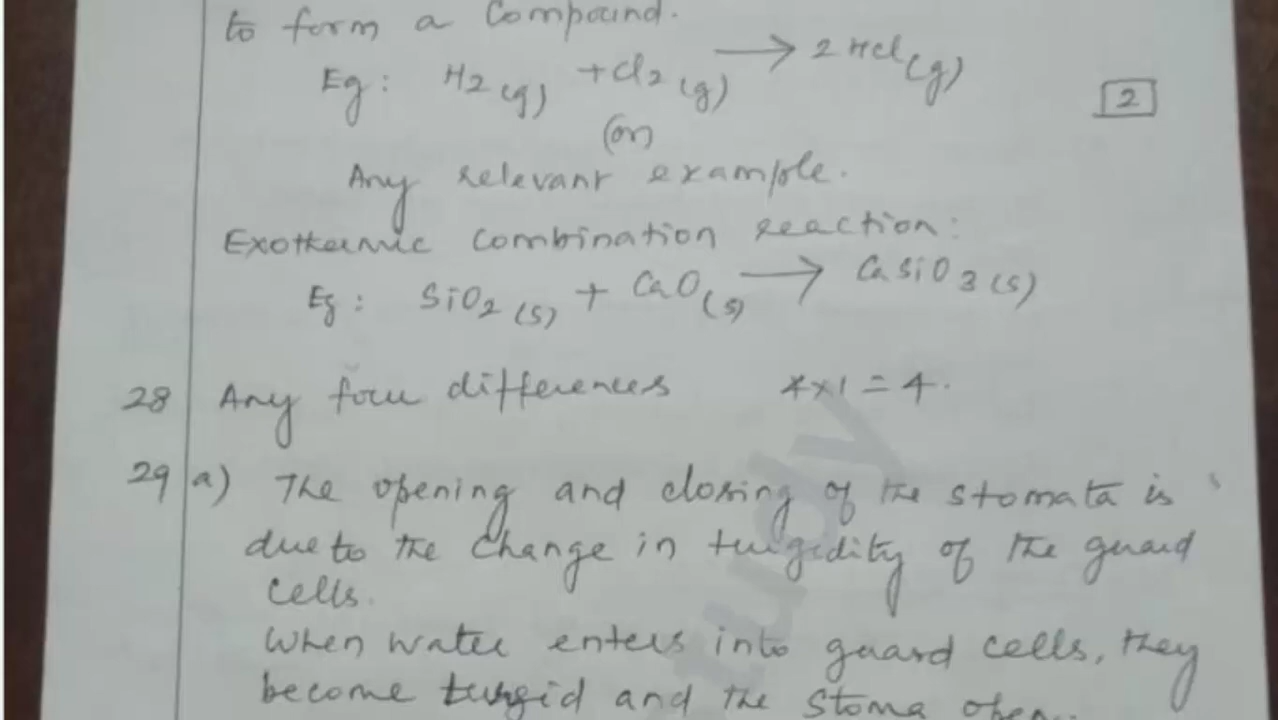 to form a Compound.
Eg: H2(g) + Cl2(g) → 2HCl(g)
2
(or)
Any relevant example.
Exothermic Combination reaction:
Eg: SiO2(s) + CaO(s) → CaSiO3(s)
28 Any four differences 4×1=4.
29 a) The opening and closing of the stomata is
due to the change in turgidity of the guard
cells.
When water enters into guard cells, they
become turgid and the stoma open.
tudy